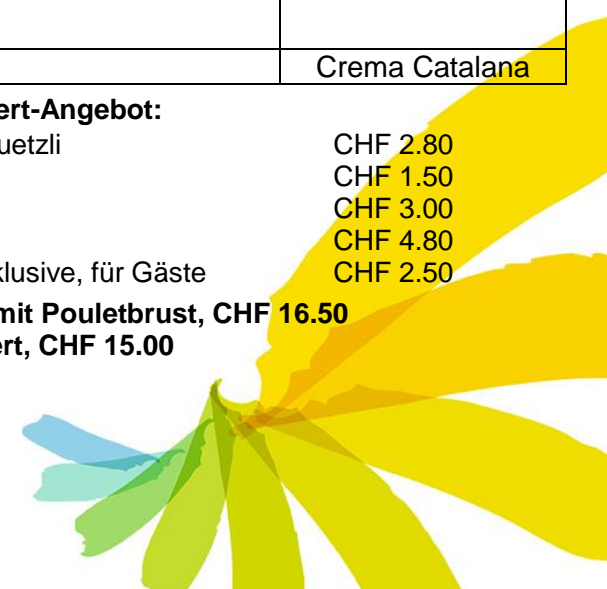 Crema Catalana
ert-Angebot:
uetzli CHF 2.80
CHF 1.50
CHF 3.00
CHF 4.80
klusive, für Gäste CHF 2.50
mit Pouletbrust, CHF 16.50
ert, CHF 15.00